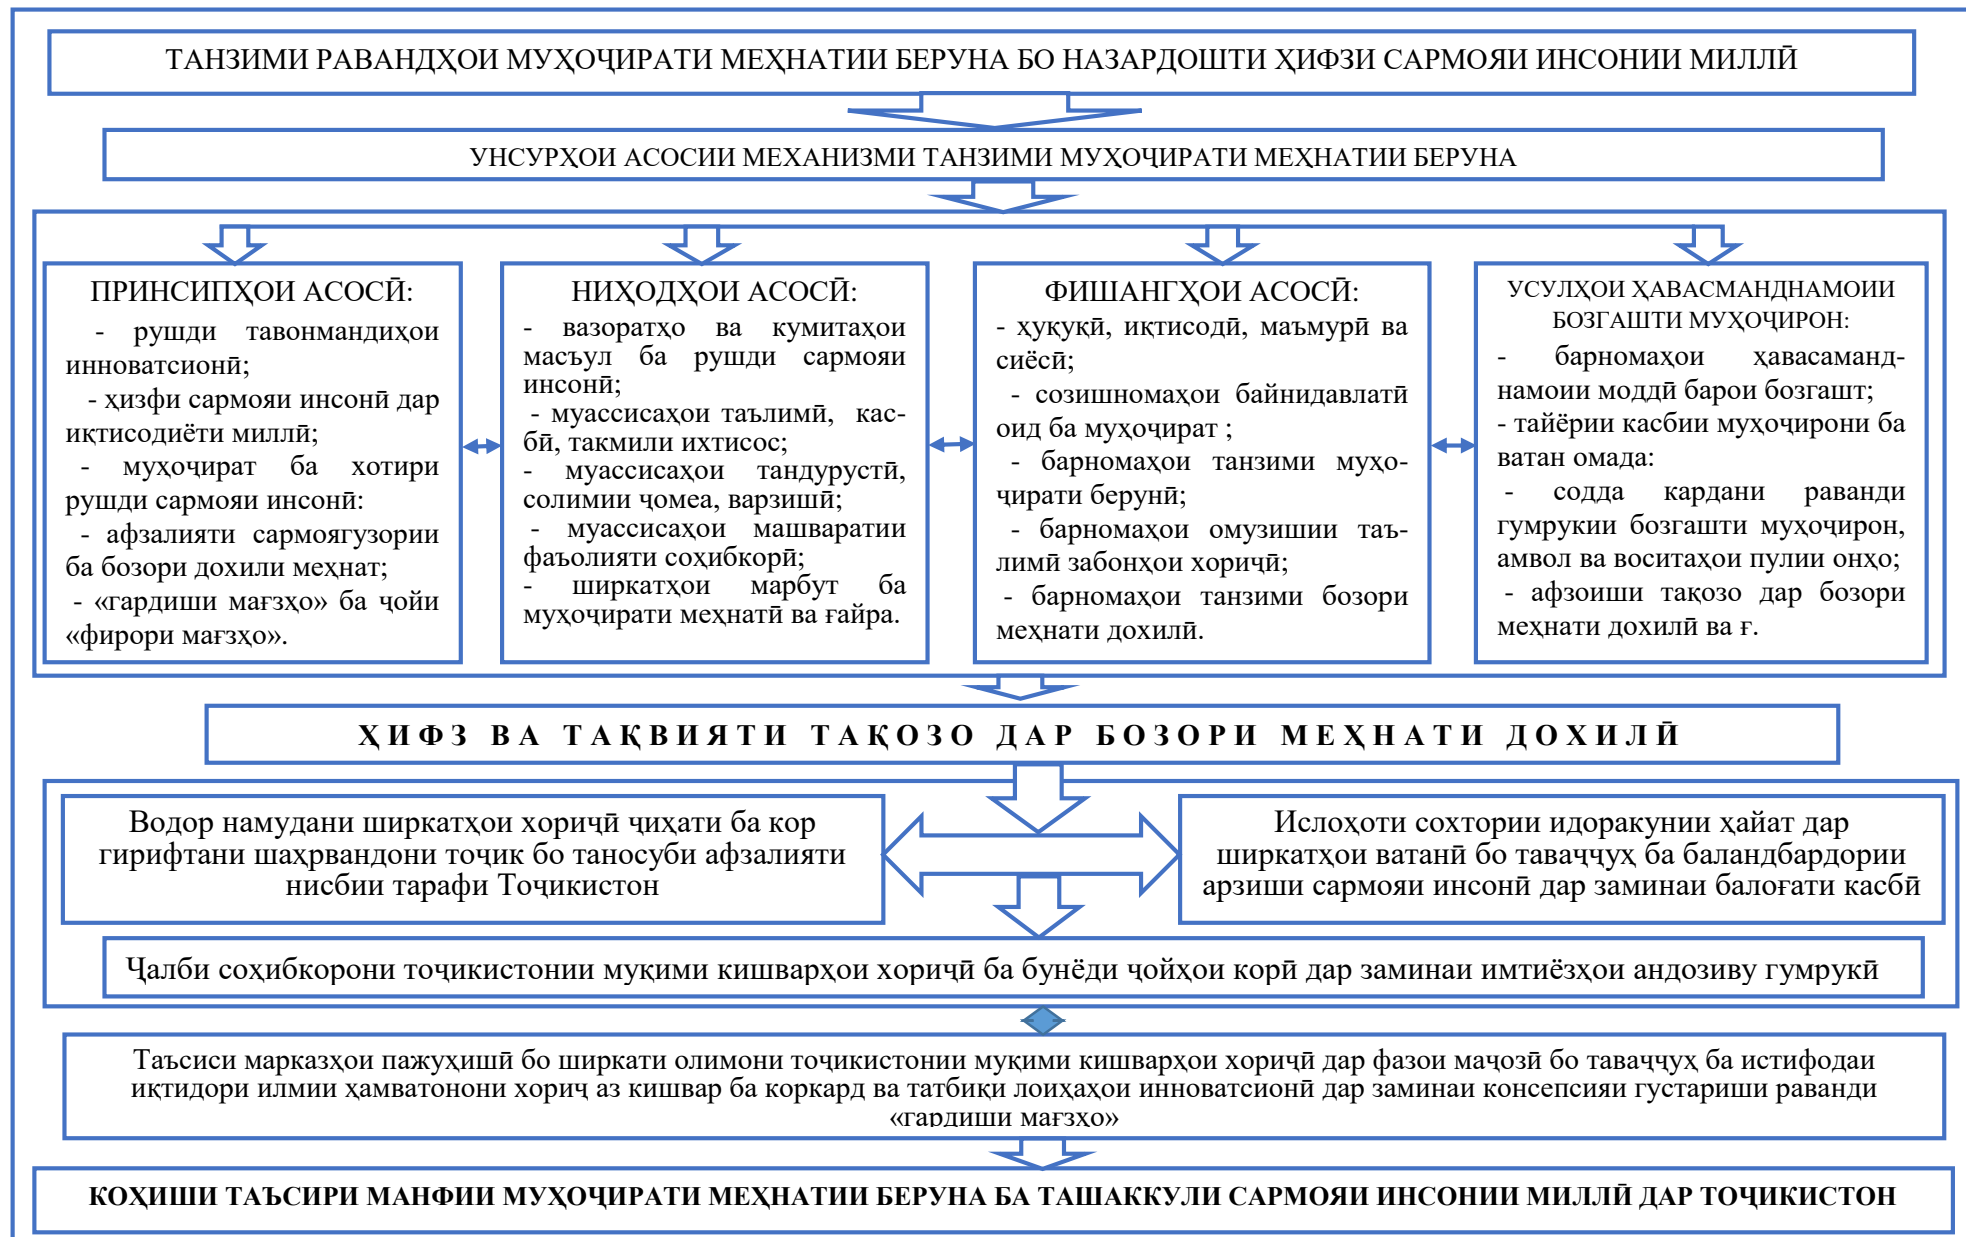 ТАНЗИМИ РАВАНДҲОИ МУҲОҶИРАТИ МЕҲНАТИИ БЕРУНА БО НАЗАРДОШТИ ҲИФЗИ САРМОЯИ ИНСОНИИ МИЛЛӢ
УНСУРҲОИ АСОСИИ МЕХАНИЗМИ ТАНЗИМИ МУҲОҶИРАТИ МЕҲНАТИИ БЕРУНА
ПРИНСИПҲОИ АСОСӢ:
- рушди тавонмандиҳои
инноватсионӣ;
- ҳизфи сармояи инсонӣ дар
иқтисодиёти миллӣ;
- муҳоҷират ба хотири
рушди сармояи инсонӣ:
- афзалияти сармоягузории
ба бозори дохили меҳнат;
- «гардиши мағзҳо» ба ҷойи
«фирори мағзҳо».
НИҲОДҲОИ АСОСӢ:
- вазоратҳо ва кумитаҳои
масъул ба рушди сармояи
инсонӣ;
- муассисаҳои таълимӣ, кас-
бӣ, такмили ихтисос;
- муассисаҳои тандурустӣ,
солимии ҷомеа, варзишӣ;
- муассисаҳои машваратии
фаъолияти соҳибкорӣ;
- ширкатҳои марбут ба
муҳоҷирати меҳнатӣ ва ғайра.
ФИШАНГҲОИ АСОСӢ:
- ҳуқуқӣ, иқтисодӣ, маъмурӣ ва
сиёсӣ;
- созишномаҳои байнидавлатӣ
оид ба муҳоҷират ;
- барномаҳои танзими муҳо-
ҷирати берунӣ;
- барномаҳои омузишии таъ-
лимӣ забонҳои хориҷӣ;
- барномаҳои танзими бозори
меҳнати дохилӣ.
УСУЛҲОИ ҲАВАСМАНДНАМОИИ
БОЗГАШТИ МУҲОҶИРОН:
- барномаҳои ҳавасаманд-
намоии моддӣ барои бозгашт;
- тайёрии касбии муҳоҷирони ба
ватан омада:
- содда кардани раванди
гумрукии бозгашти муҳоҷирон,
амвол ва воситаҳои пулии онҳо;
- афзоиши тақозо дар бозори
меҳнати дохилӣ ва ғ.
ҲИФЗ ВА ТАҚВИЯТИ ТАҚОЗО ДАР БОЗОРИ МЕҲНАТИ ДОХИЛӢ
Водор намудани ширкатҳои хориҷӣ ҷиҳати ба кор
гирифтани шаҳрвандони тоҷик бо таносуби афзалияти
нисбии тарафи Тоҷикистон
Ислоҳоти сохтории идоракунии ҳайат дар
ширкатҳои ватанӣ бо таваҷҷуҳ ба баландбардории
арзиши сармояи инсонӣ дар заминаи балоғати касбӣ
Ҷалби соҳибкорони тоҷикистонии муқими кишварҳои хориҷӣ ба бунёди ҷойҳои корӣ дар заминаи имтиёзҳои андозиву гумрукӣ
Таъсиси марказҳои пажуҳишӣ бо ширкати олимони тоҷикистонии муқими кишварҳои хориҷӣ дар фазои маҷозӣ бо таваҷҷуҳ ба истифодаи
иқтидори илмии ҳамватонони хориҷ аз кишвар ба коркард ва татбиқи лоиҳаҳои инноватсионӣ дар заминаи консепсияи густариши раванди
«гардиши мағзҳо»
КОҲИШИ ТАЪСИРИ МАНФИИ МУҲОҶИРАТИ МЕҲНАТИИ БЕРУНА БА ТАШАККУЛИ САРМОЯИ ИНСОНИИ МИЛЛӢ ДАР ТОҶИКИСТОН